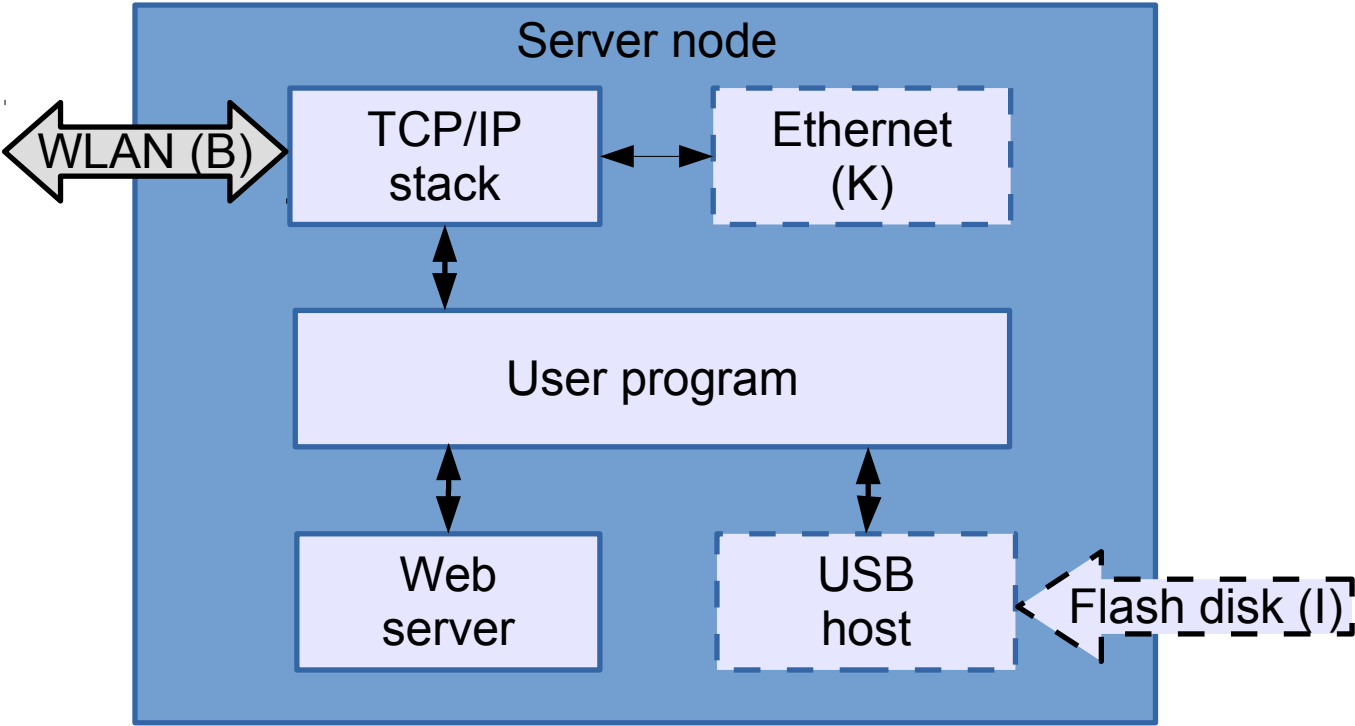 Server node
WLAN (B)
TCP/IP
stack
Ethernet
(K)
User program
Web
server
USB
host
Flash disk (I)